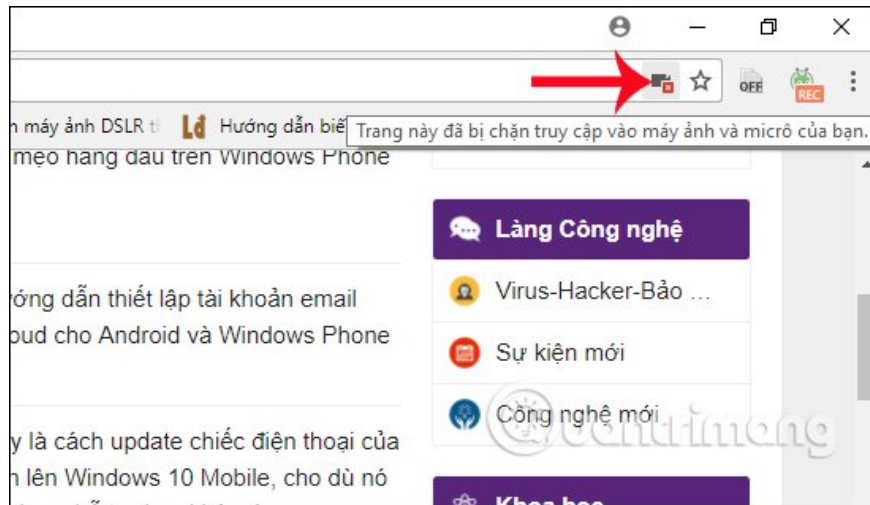 OFF
REC
n máy ảnh DSLR t
Lđ Hướng dẫn biế
Trang này đã bị chặn truy cập vào máy ảnh và micrô của bạn.
mẹo hàng đầu trên Windows Phone
Làng Công nghệ
Virus-Hacker-Bảo ...
ướng dẫn thiết lập tài khoản email
oud cho Android và Windows Phone
Sự kiện mới
Công nghệ mới
quantrimang
y là cách update chiếc điện thoại của
n lên Windows 10 Mobile, cho dù nó
Khoa học